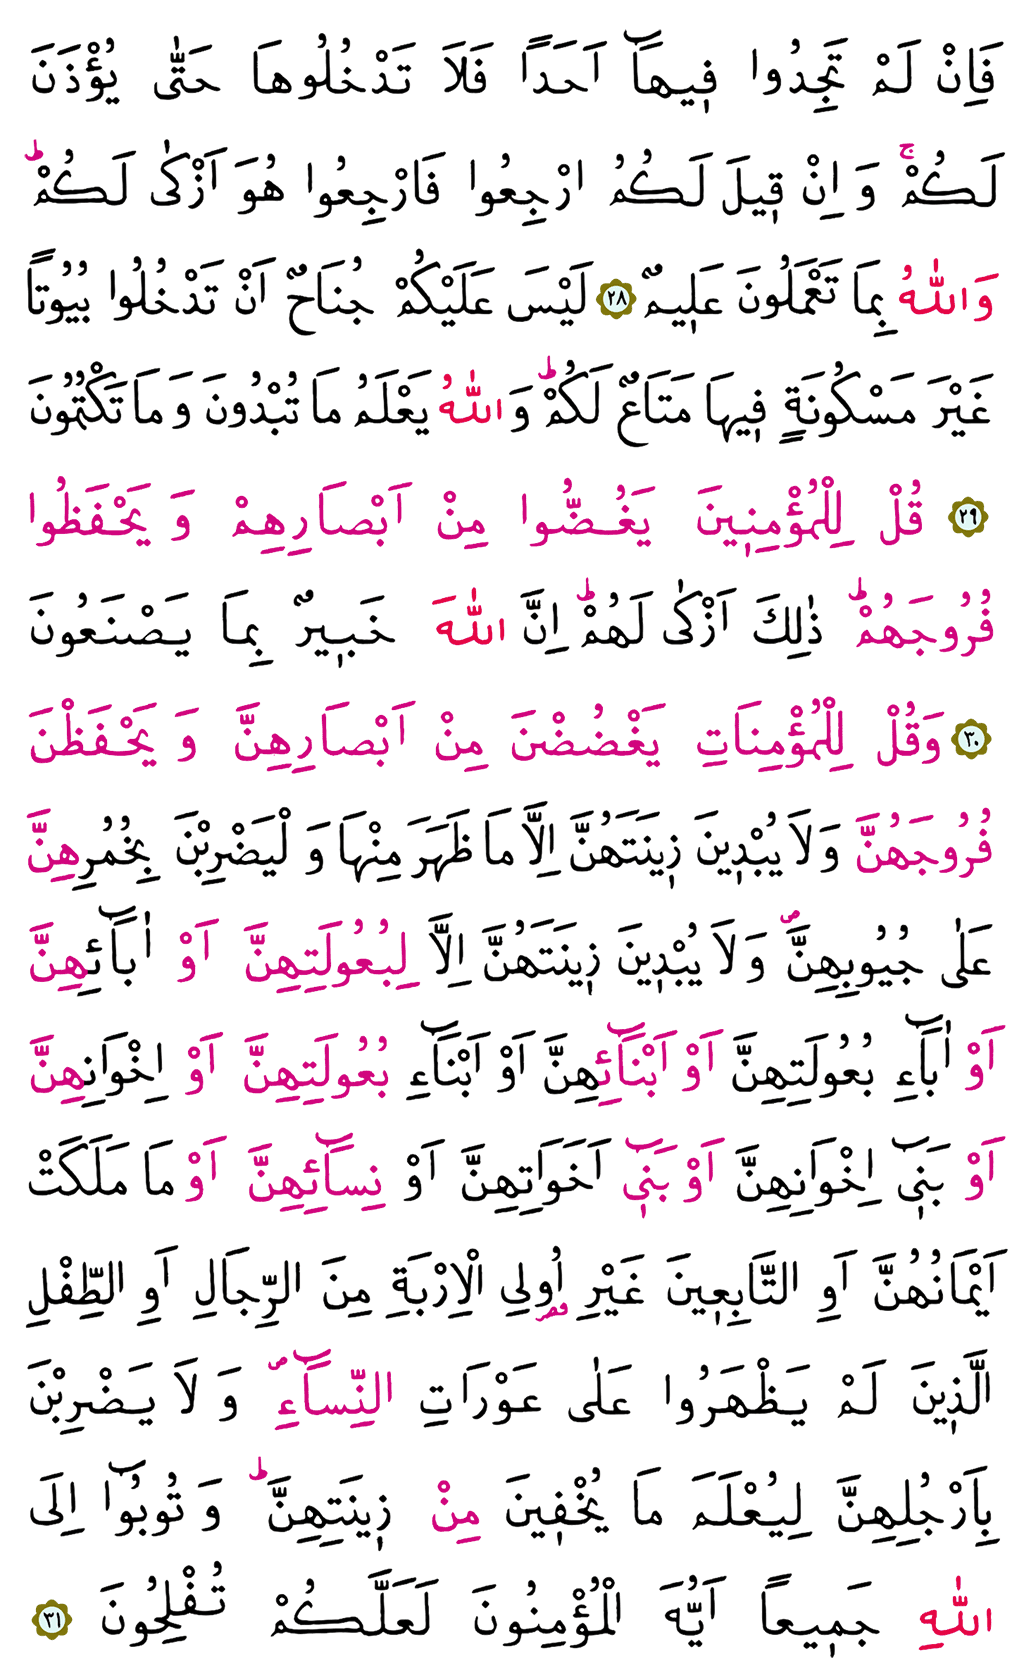 فَاِنْ لَمْ تَجِدُوا ف۪يهَٓا اَحَدًا فَلَا تَدْخُلُوهَا حَتّٰى يُؤْذَنَ
لَكُمْۚ وَاِنْ ق۪يلَ لَكُمُ ارْجِعُوا فَارْجِعُوا هُوَ اَزْكٰى لَكُمْۜ
وَاللّٰهُ بِمَا تَعْمَلُونَ عَل۪يمٌ ﴿٢٨﴾ لَيْسَ عَلَيْكُمْ جُنَاحٌ اَنْ تَدْخُلُوا بُيُوتًا
غَيْرَ مَسْكُونَةٍ ف۪يهَا مَتَاعٌ لَكُمْۜ وَاللّٰهُ يَعْلَمُ مَا تُبْدُونَ وَمَا تَكْتُمُونَ
﴿٢٩﴾ قُلْ لِلْمُؤْمِن۪ينَ يَغُضُّوا مِنْ اَبْصَارِهِمْ وَيَحْفَظُوا
فُرُوجَهُمْۜ ذٰلِكَ اَزْكٰى لَهُمْۜ اِنَّ اللّٰهَ خَب۪يرٌ بِمَا يَصْنَعُونَ
﴿٣٠﴾ وَقُلْ لِلْمُؤْمِنَاتِ يَغْضُضْنَ مِنْ اَبْصَارِهِنَّ وَيَحْفَظْنَ
فُرُوجَهُنَّ وَلَا يُبْد۪ينَ ز۪ينَتَهُنَّ اِلَّا مَا ظَهَرَ مِنْهَا وَلْيَضْرِبْنَ بِخُمُرِهِنَّ
عَلٰى جُيُوبِهِنَّۖ وَلَا يُبْد۪ينَ ز۪ينَتَهُنَّ اِلَّا لِبُعُولَتِهِنَّ اَوْ اٰبَٓائِهِنَّ
اَوْ اٰبَٓاءِ بُعُولَتِهِنَّ اَوْ اَبْنَٓائِهِنَّ اَوْ اَبْنَٓاءِ بُعُولَتِهِنَّ اَوْ اِخْوَانِهِنَّ
اَوْ بَن۪ٓي اِخْوَانِهِنَّ اَوْ بَن۪ٓي اَخَوَاتِهِنَّ اَوْ نِسَٓائِهِنَّ اَوْ مَا مَلَكَتْ
اَيْمَانُهُنَّ اَوِ التَّابِع۪ينَ غَيْرِ اُو۬لِي الْاِرْبَةِ مِنَ الرِّجَالِ اَوِ الطِّفْلِ
الَّذ۪ينَ لَمْ يَظْهَرُوا عَلٰى عَوْرَاتِ النِّسَٓاءِۖ وَلَا يَضْرِبْنَ
بِاَرْجُلِهِنَّ لِيُعْلَمَ مَا يُخْف۪ينَ مِنْ ز۪ينَتِهِنَّۜ وَتُوبُٓوا اِلَى
اللّٰهِ جَم۪يعًا اَيُّهَ الْمُؤْمِنُونَ لَعَلَّكُمْ تُفْلِحُونَ ﴿٣١﴾